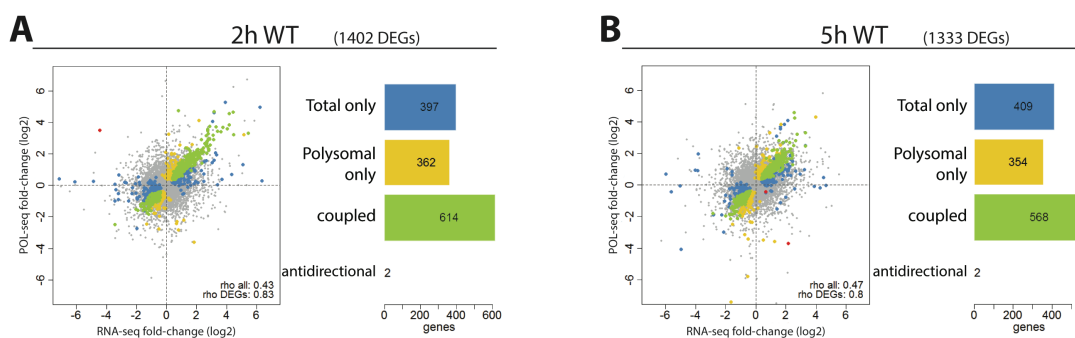 A
2h WT (1402 DEGs)
POL-seq fold-change (log2)
6
4
2
0
-2
-4
-6
-6 -4 -2 0 2 4 6
RNA-seq fold-change (log2)
rho all: 0.43
rho DEGs: 0.83
Total only
397
Polysomal
only
362
coupled
614
antidirectional 2
0 200 400 600
genes
B
5h WT (1333 DEGs)
POL-seq fold-change (log2)
6
4
2
0
-2
-4
-6
-6 -4 -2 0 2 4 6
RNA-seq fold-change (log2)
rho all: 0.47
rho DEGs: 0.8
Total only
409
Polysomal
only
354
coupled
568
antidirectional 2
0 200 400
genes